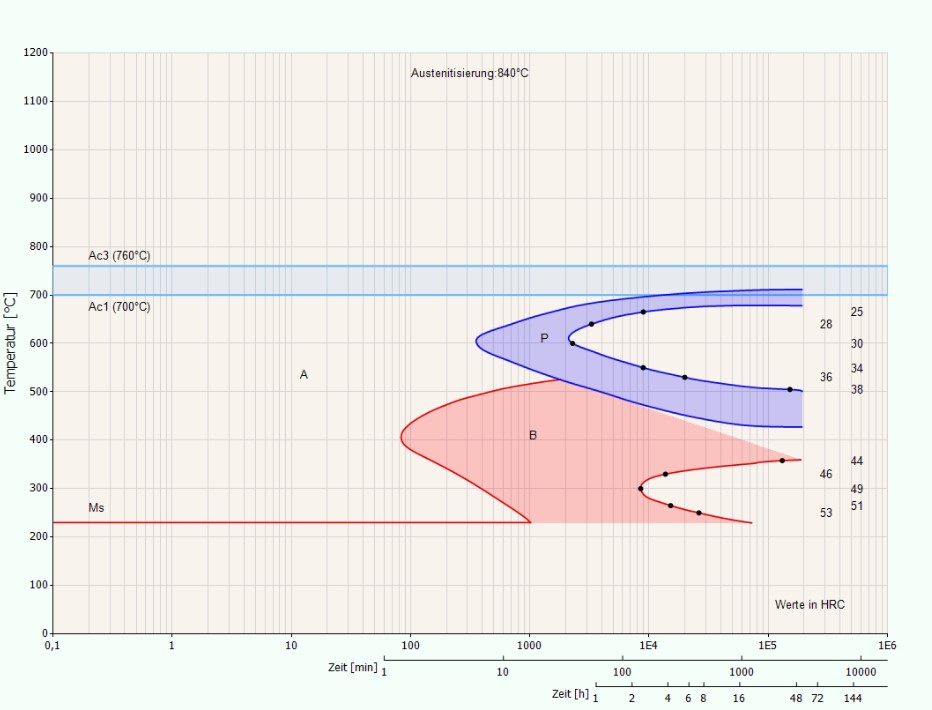 Austenitisierung:840°C
1200
1100
1000
900
800
700
600
500
400
300
200
100
0
Temperatur [°C]
Ac3 (760°C)
Ac1 (700°C)
A
P
B
Ms
25
28
30
34
36
38
44
46
49
51
53
Werte in HRC
0,1 1 10 100 1000 1E4 1E5 1E6
Zeit [min] 1 10 100 1000 10000
Zeit [h] 1 2 4 6 8 16 48 72 144